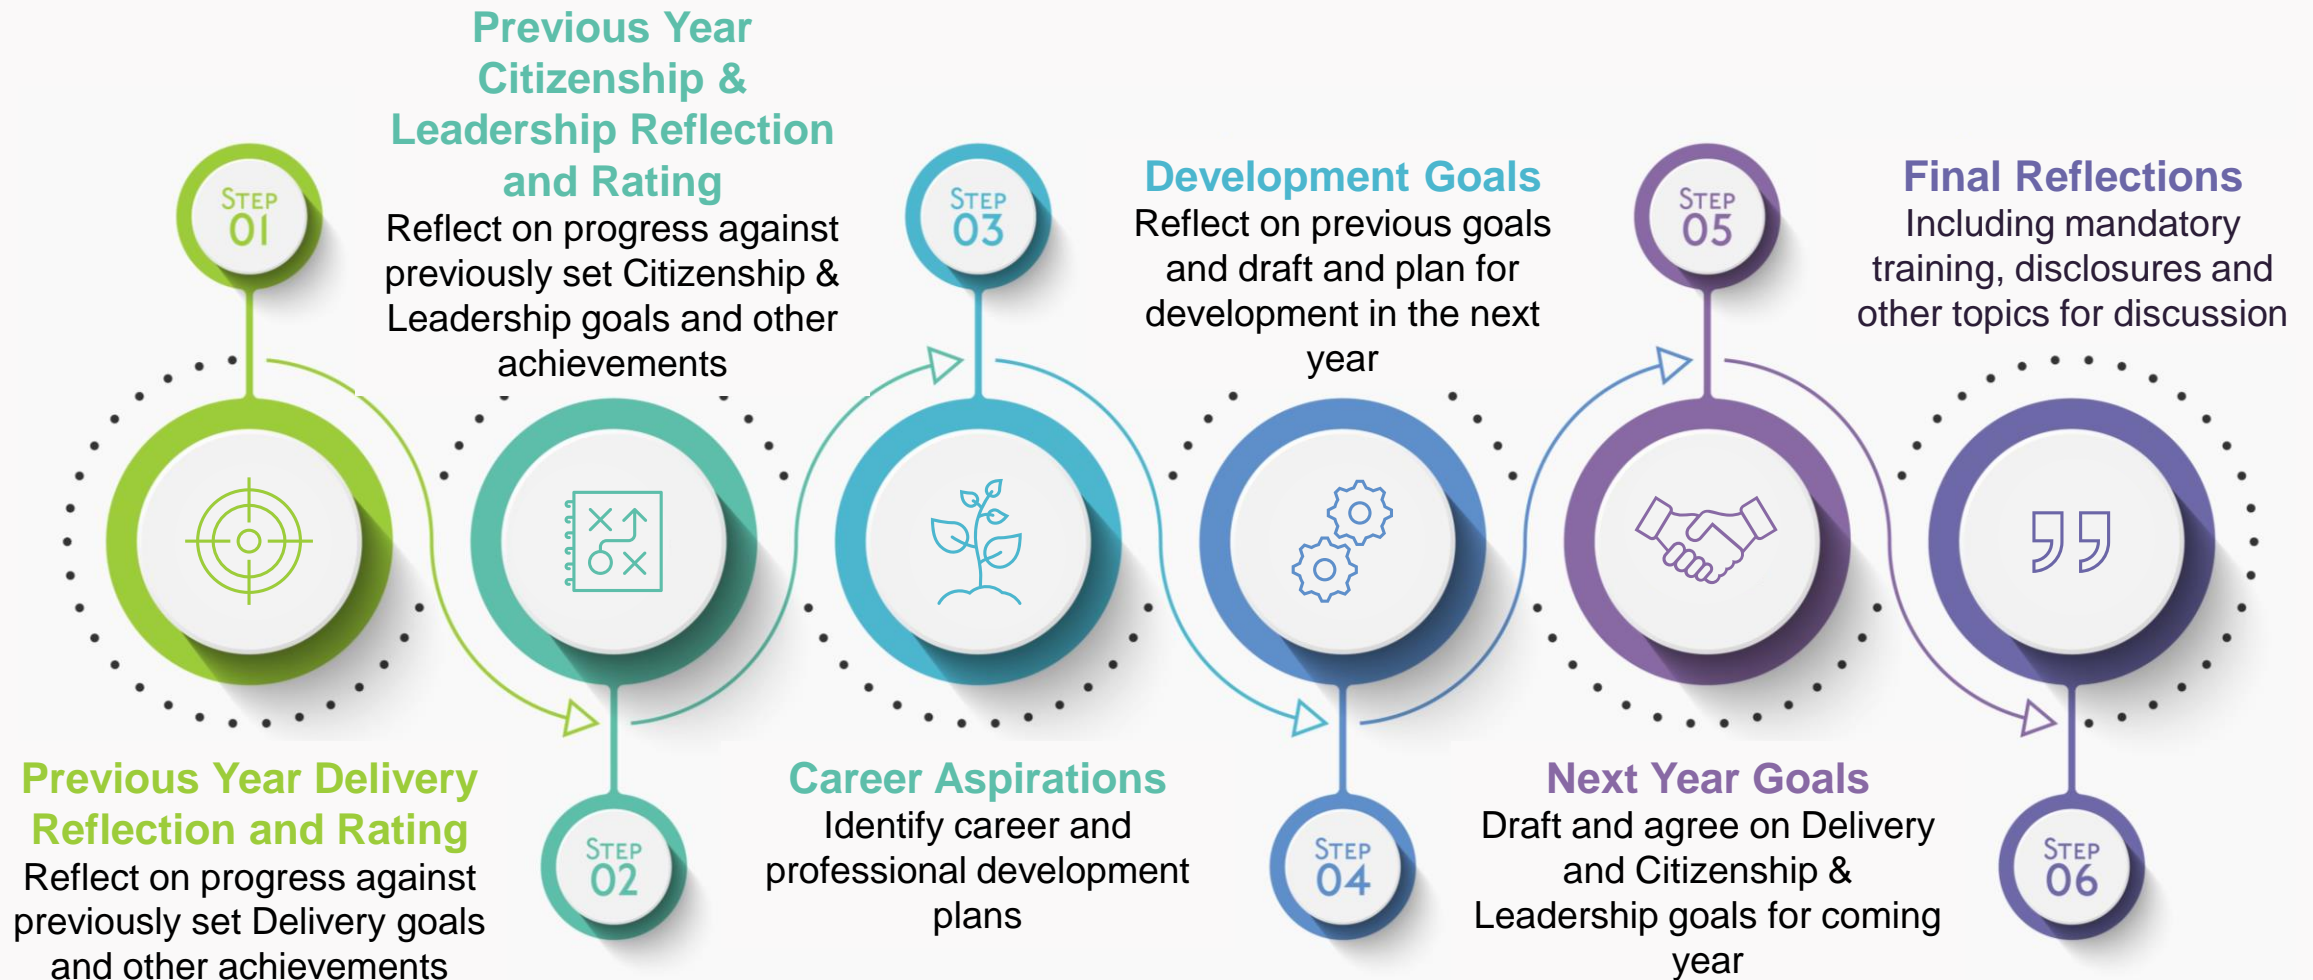 STEP
01
Previous Year Delivery
Reflection and Rating
Reflect on progress against
previously set Delivery goals
and other achievements
Previous Year
Citizenship &
Leadership Reflection
and Rating
Reflect on progress against
previously set Citizenship &
Leadership goals and other
achievements
STEP
02
STEP
03
Career Aspirations
Identify career and
professional development
plans
Development Goals
Reflect on previous goals
and draft and plan for
development in the next
year
STEP
04
STEP
05
Next Year Goals
Draft and agree on Delivery
and Citizenship &
Leadership goals for coming
year
Final Reflections
Including mandatory
training, disclosures and
other topics for discussion
STEP
06